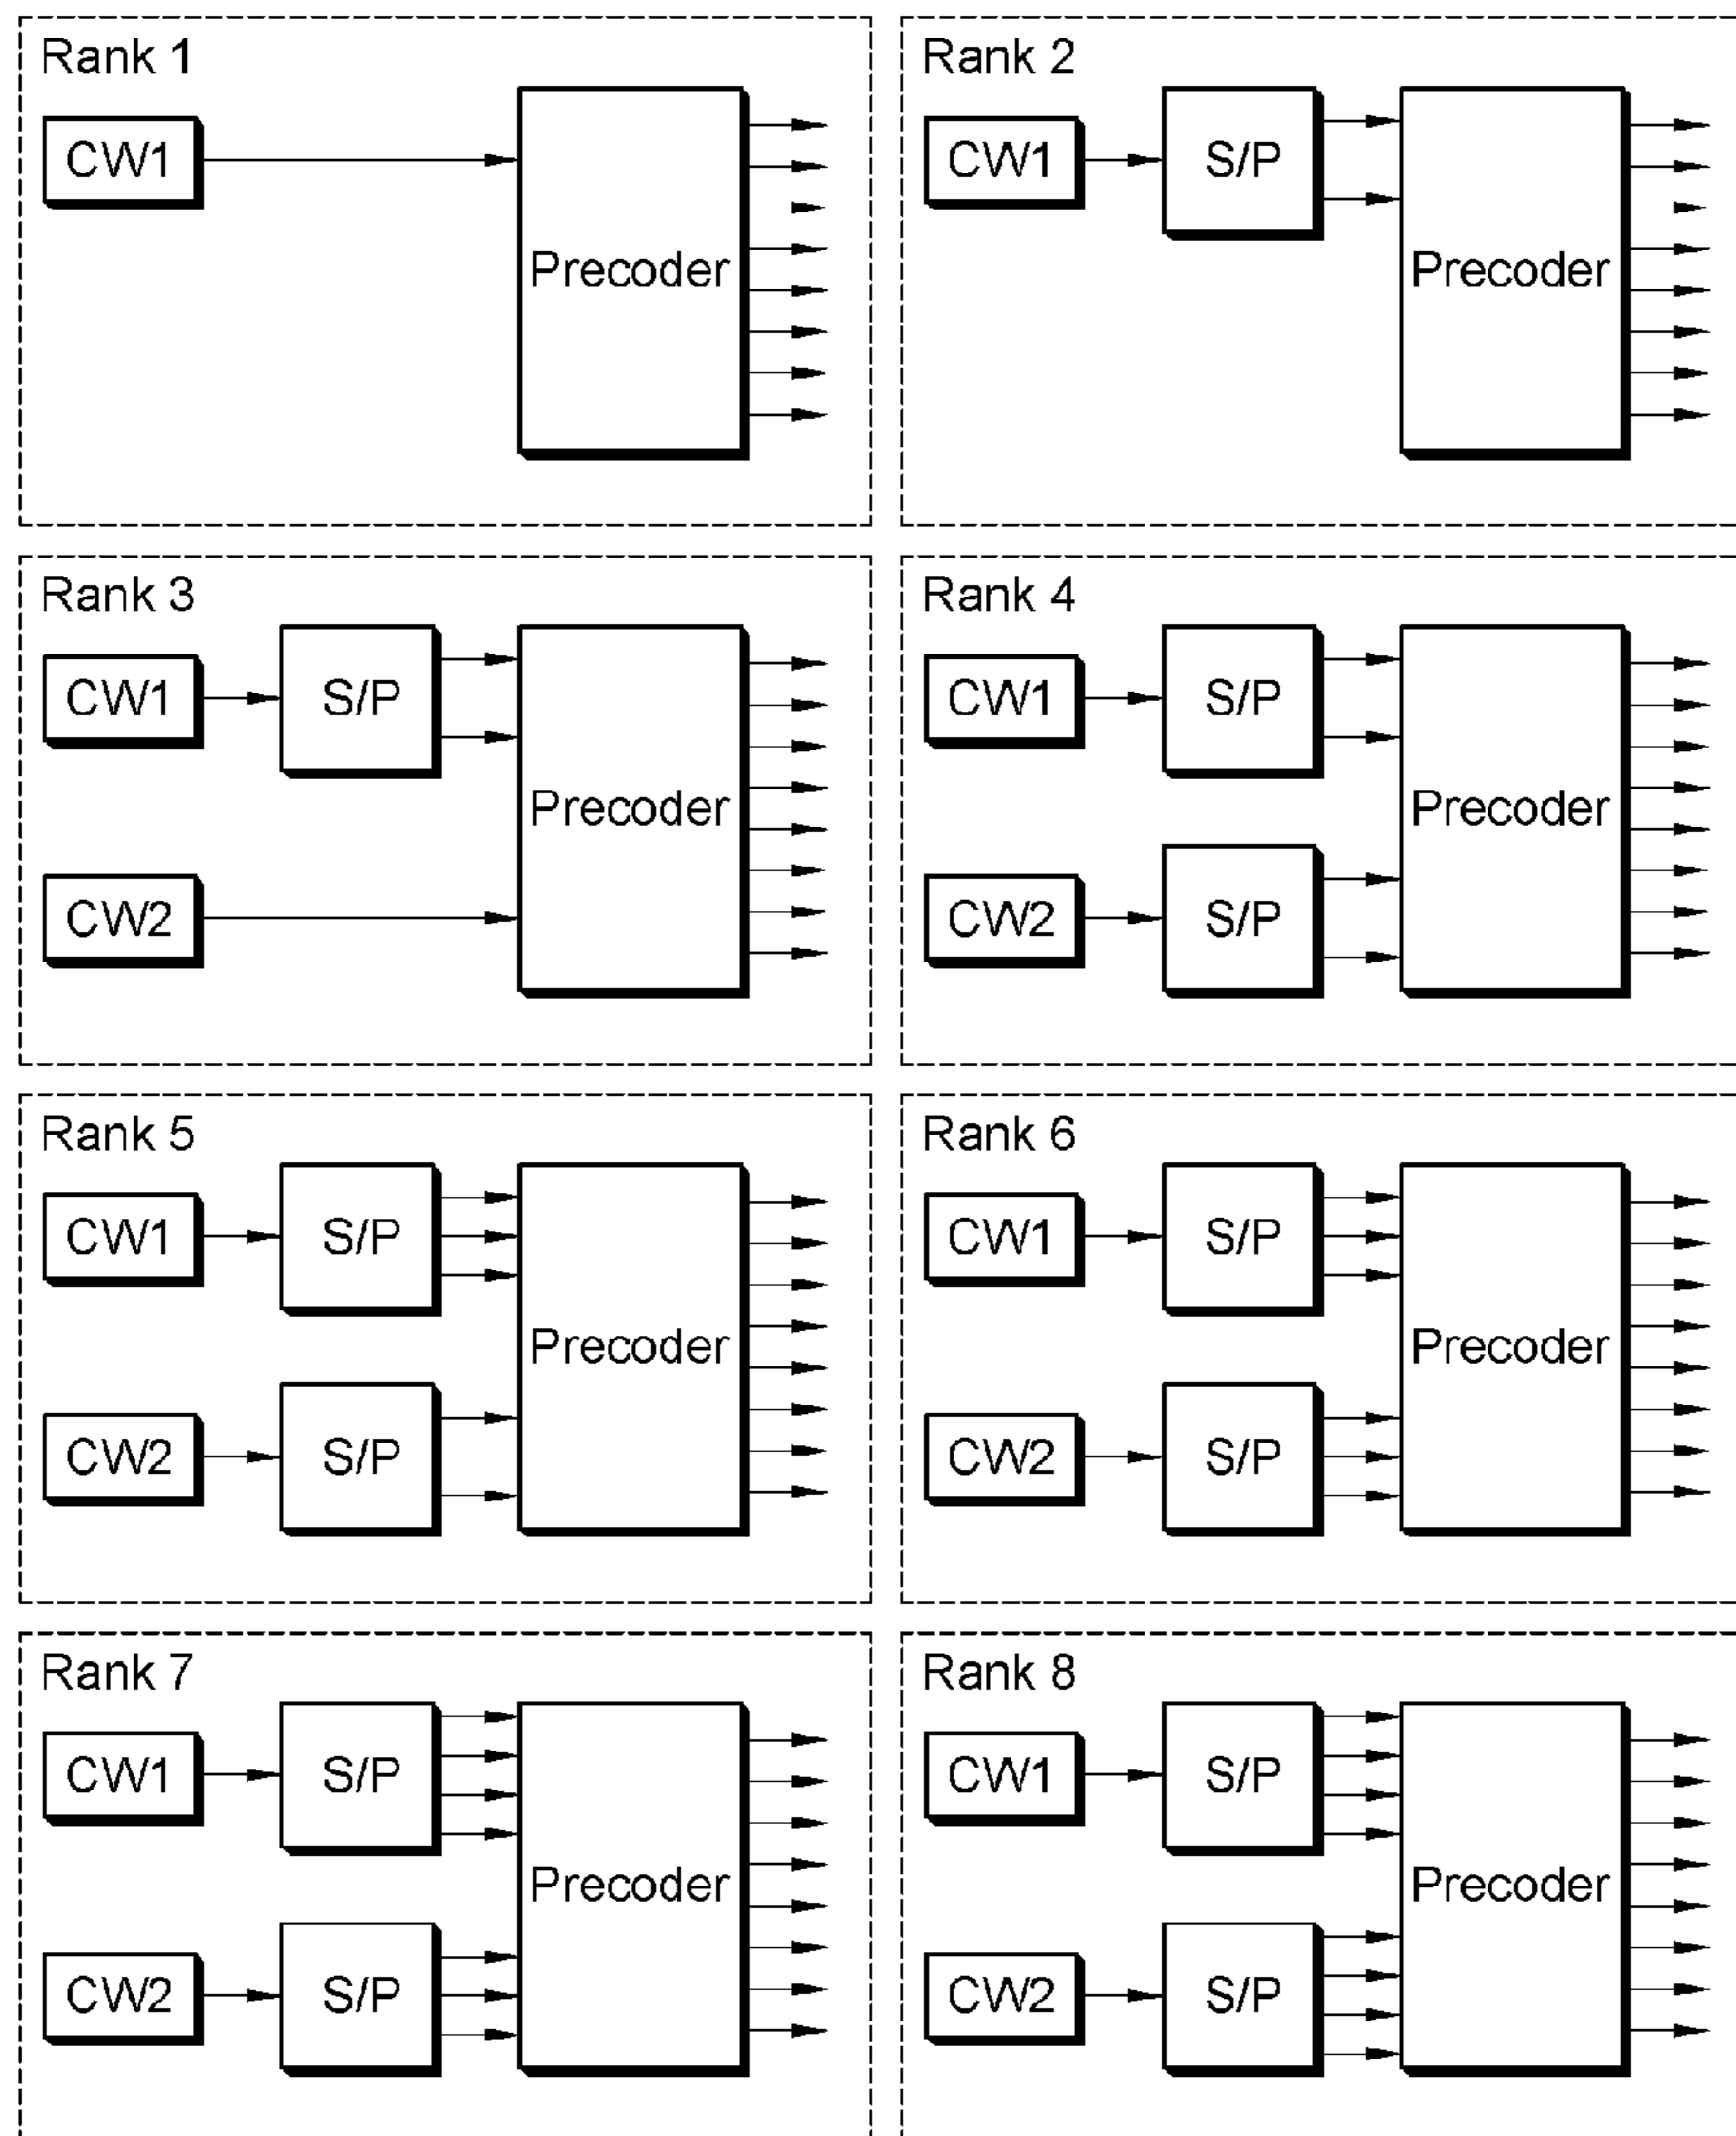 Rank 1
CW1
Precoder
Rank 2
CW1
S/P
Precoder
Rank 3
CW1
S/P
Precoder
CW2
Rank 4
CW1
S/P
Precoder
CW2
S/P
Rank 5
CW1
S/P
Precoder
CW2
S/P
Rank 6
CW1
S/P
Precoder
CW2
S/P
Rank 7
CW1
S/P
Precoder
CW2
S/P
Rank 8
CW1
S/P
Precoder
CW2
S/P